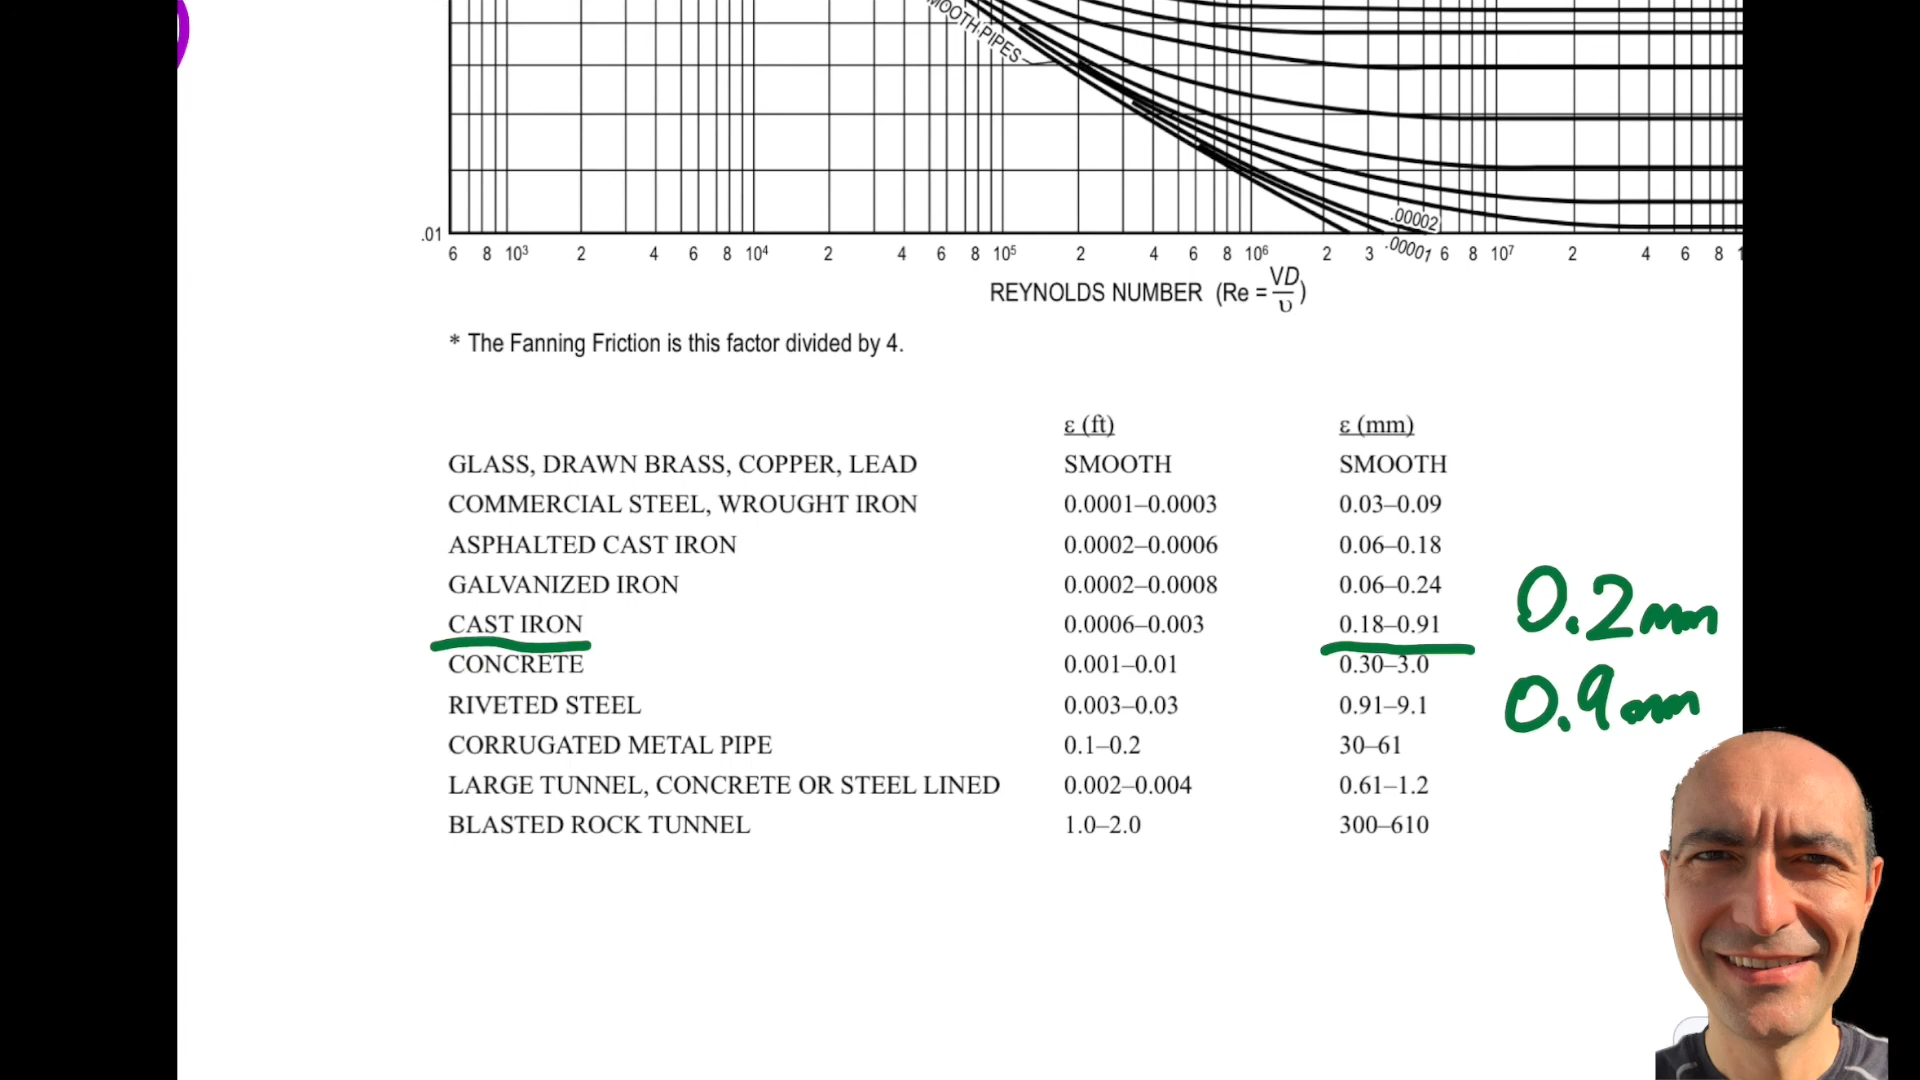 MOOTH PIPES
.00002
.01
.00001
6 8 10³ 2 4 6 8 10⁴ 2 4 6 8 10⁵ 2 4 6 8 10⁶ 2 3 6 8 10⁷ 2 4 6 8 1
REYNOLDS NUMBER (Re = VD/υ)
* The Fanning Friction is this factor divided by 4.
ε (ft) ε (mm)
GLASS, DRAWN BRASS, COPPER, LEAD SMOOTH SMOOTH
COMMERCIAL STEEL, WROUGHT IRON 0.0001–0.0003 0.03–0.09
ASPHALTED CAST IRON 0.0002–0.0006 0.06–0.18
GALVANIZED IRON 0.0002–0.0008 0.06–0.24
CAST IRON 0.0006–0.003 0.18–0.91 0.2mm
CONCRETE 0.001–0.01 0.30–3.0
RIVETED STEEL 0.003–0.03 0.91–9.1 0.9mm
CORRUGATED METAL PIPE 0.1–0.2 30–61
LARGE TUNNEL, CONCRETE OR STEEL LINED 0.002–0.004 0.61–1.2
BLASTED ROCK TUNNEL 1.0–2.0 300–610